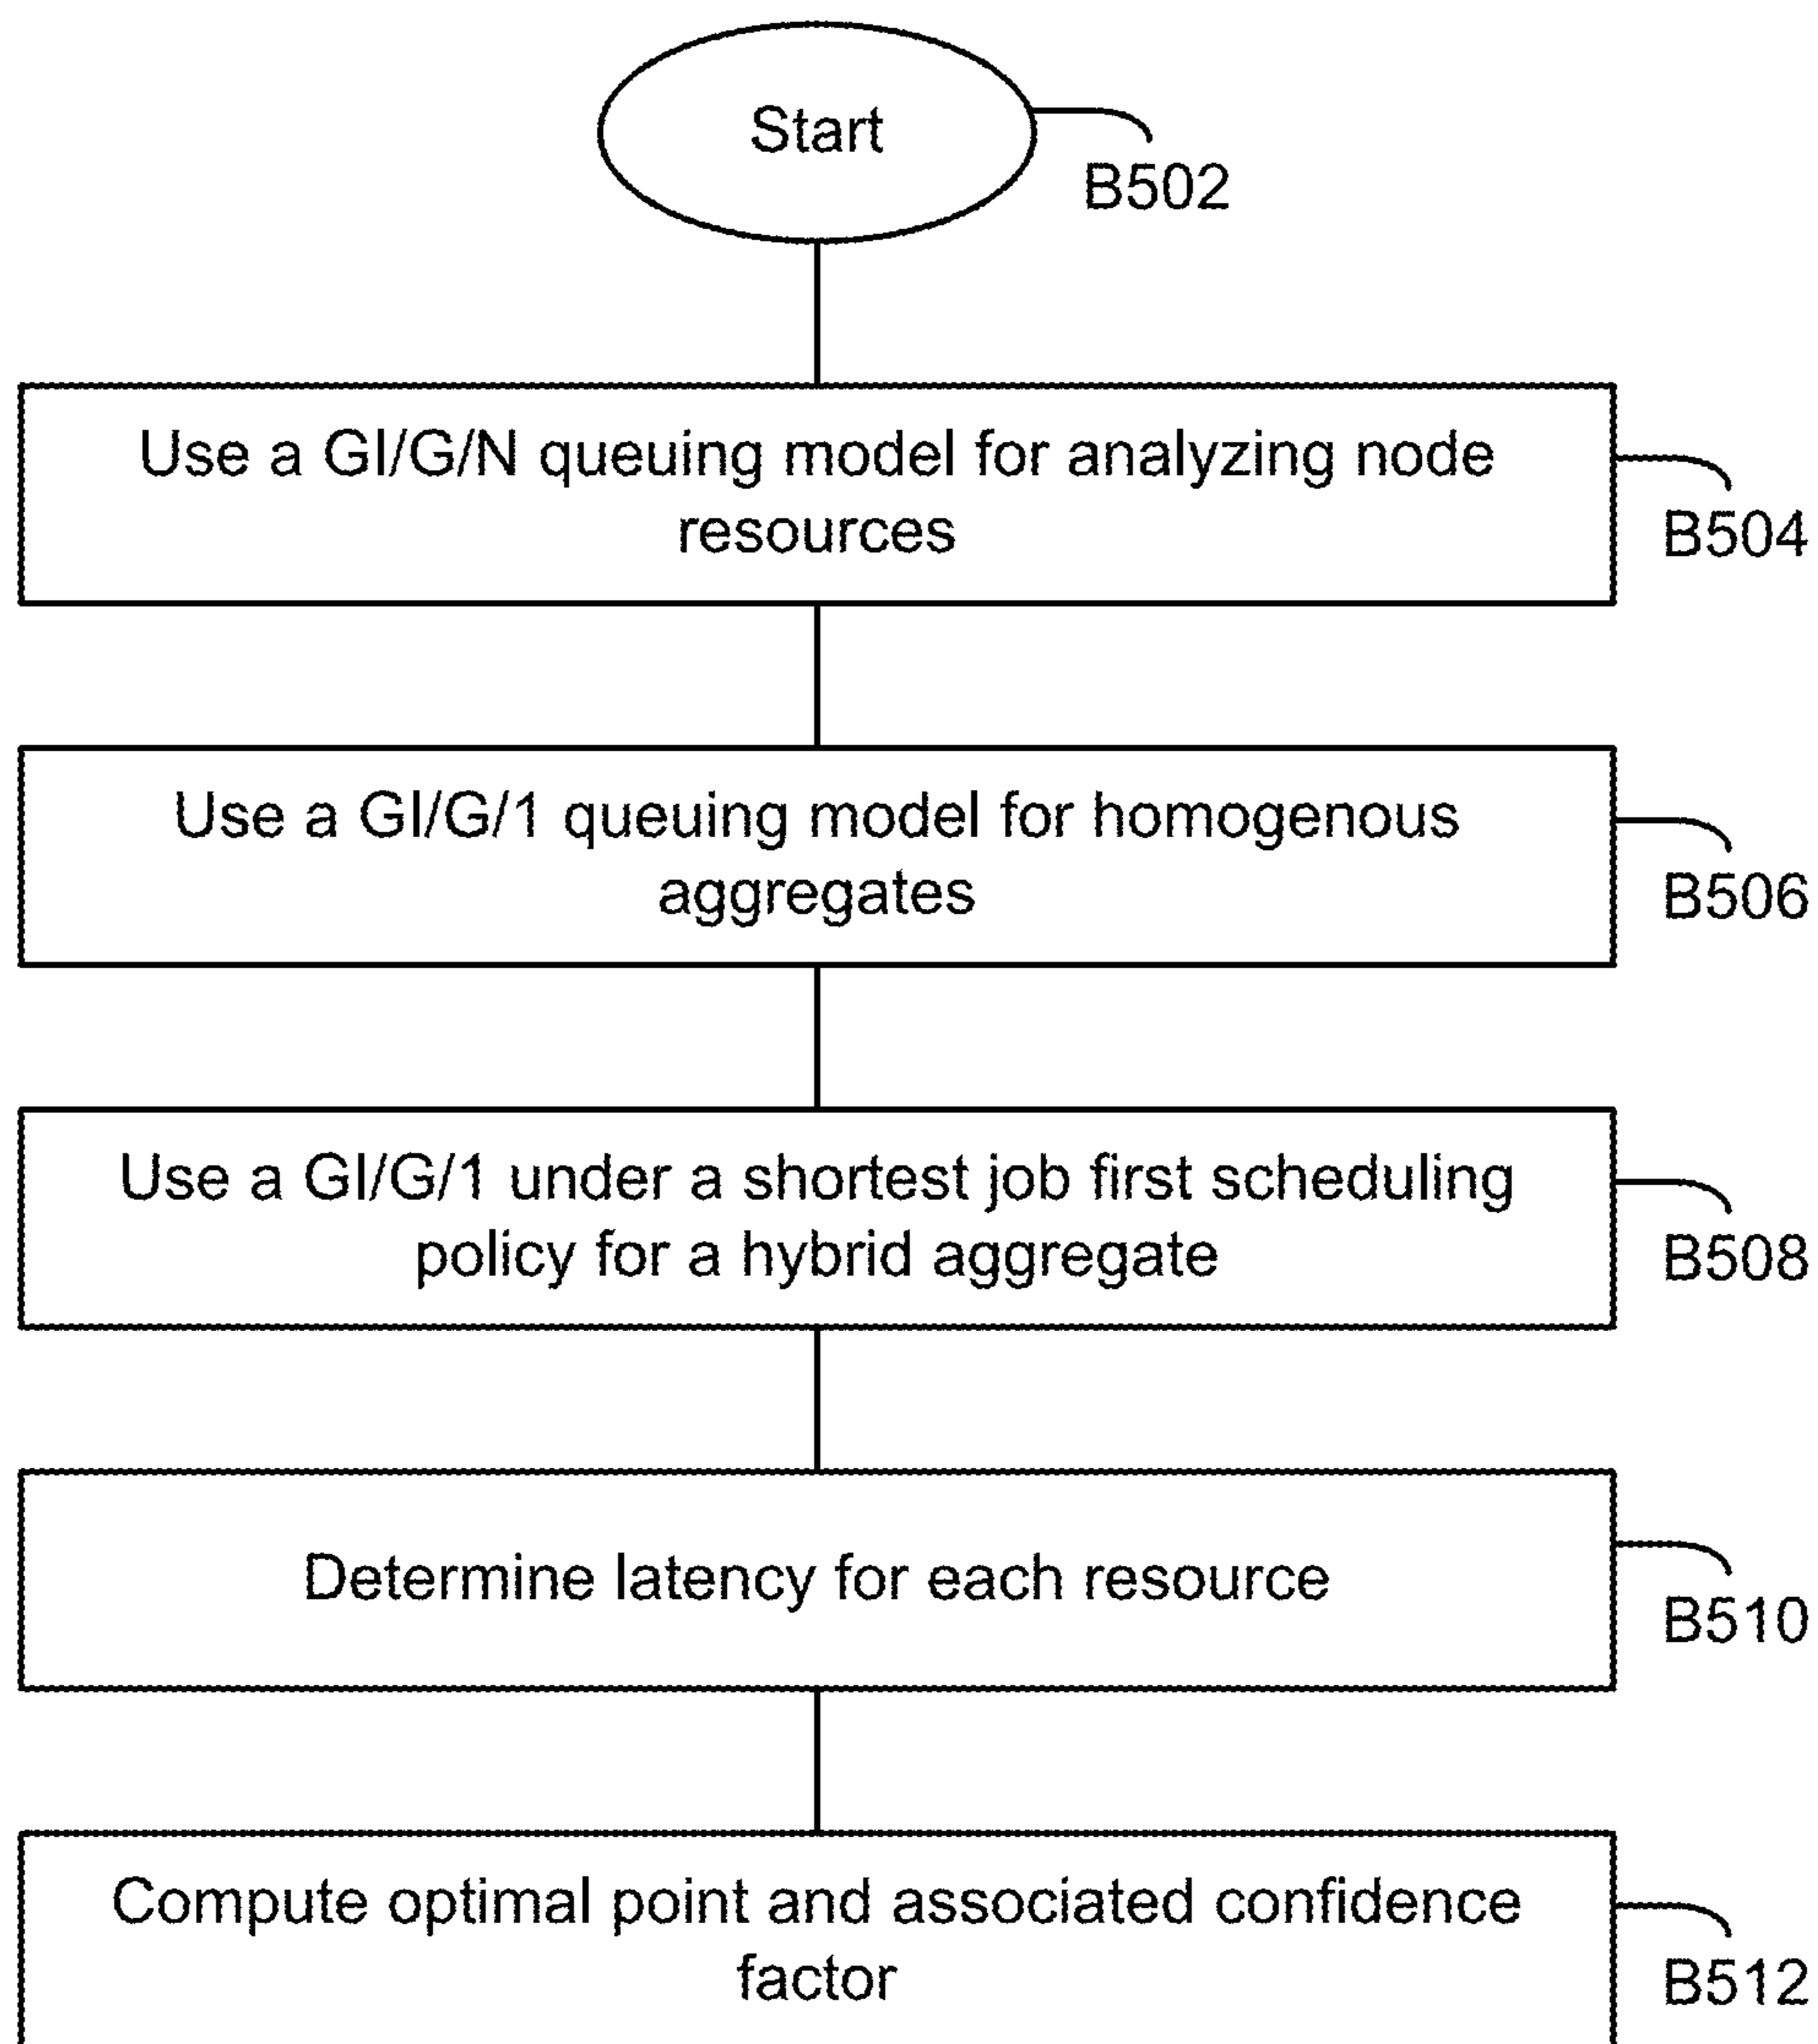 Start
B502
Use a GI/G/N queuing model for analyzing node
resources
B504
Use a GI/G/1 queuing model for homogenous
aggregates
B506
Use a GI/G/1 under a shortest job first scheduling
policy for a hybrid aggregate
B508
Determine latency for each resource
B510
Compute optimal point and associated confidence
factor
B512